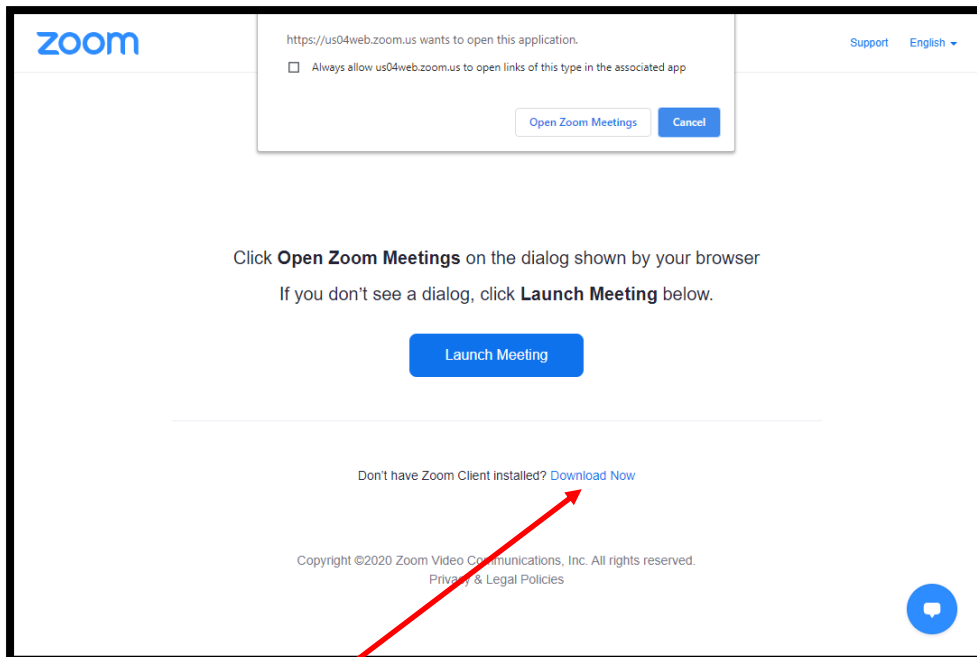 zoom
https://us04web.zoom.us wants to open this application.
Always allow us04web.zoom.us to open links of this type in the associated app
Open Zoom Meetings Cancel
Support English
Click Open Zoom Meetings on the dialog shown by your browser
If you don't see a dialog, click Launch Meeting below.
Launch Meeting
Don't have Zoom Client installed? Download Now
Copyright ©2020 Zoom Video Communications, Inc. All rights reserved.
Privacy & Legal Policies